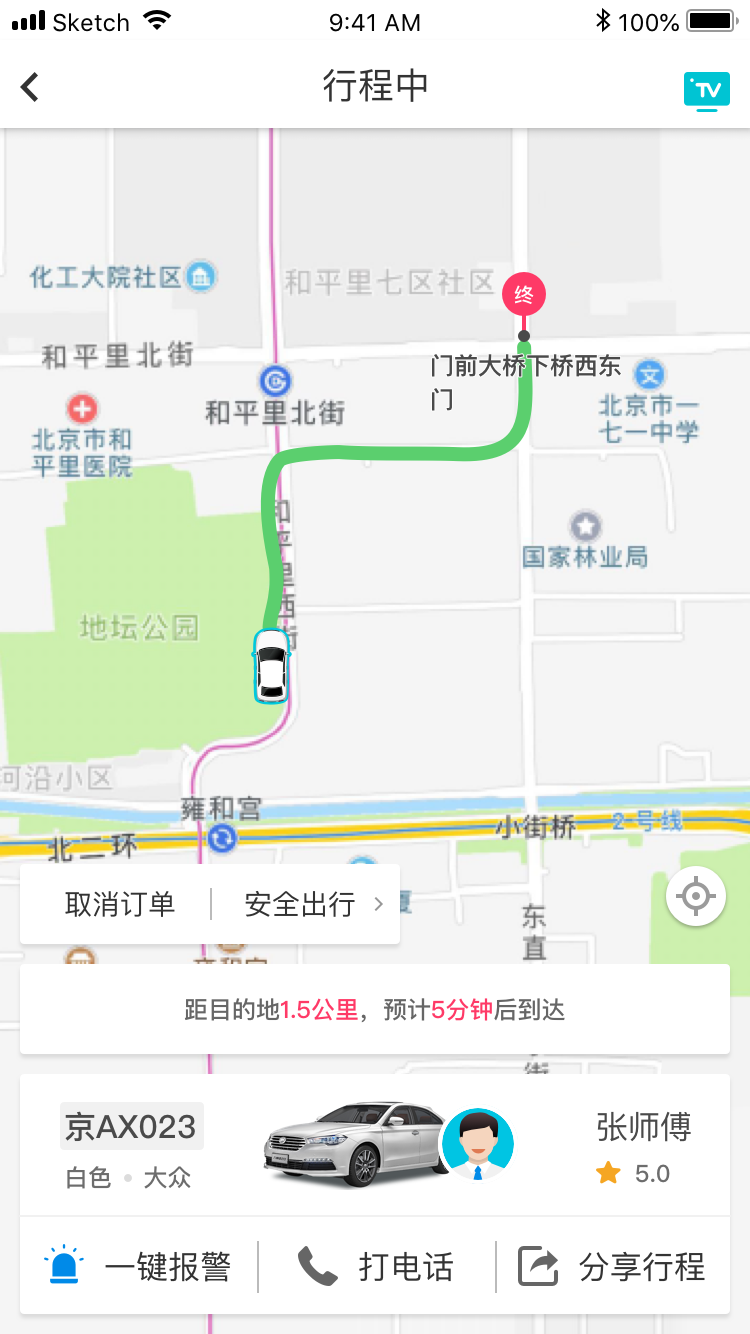 Sketch 9:41 AM 100%
行程中
TV
化工大院社区
和平里七区社区
终
和平里北街
门前大桥下桥西东
门
和平里北街
北京市和
平里医院
北京市一
七一中学
和平里西街
国家林业局
地坛公园
河沿小区
雍和宫
小街桥
2号线
北二环
取消订单 安全出行
厦
东直
距目的地1.5公里，预计5分钟后到达
街
京AX023
张师傅
白色 • 大众
5.0
一键报警 打电话 分享行程